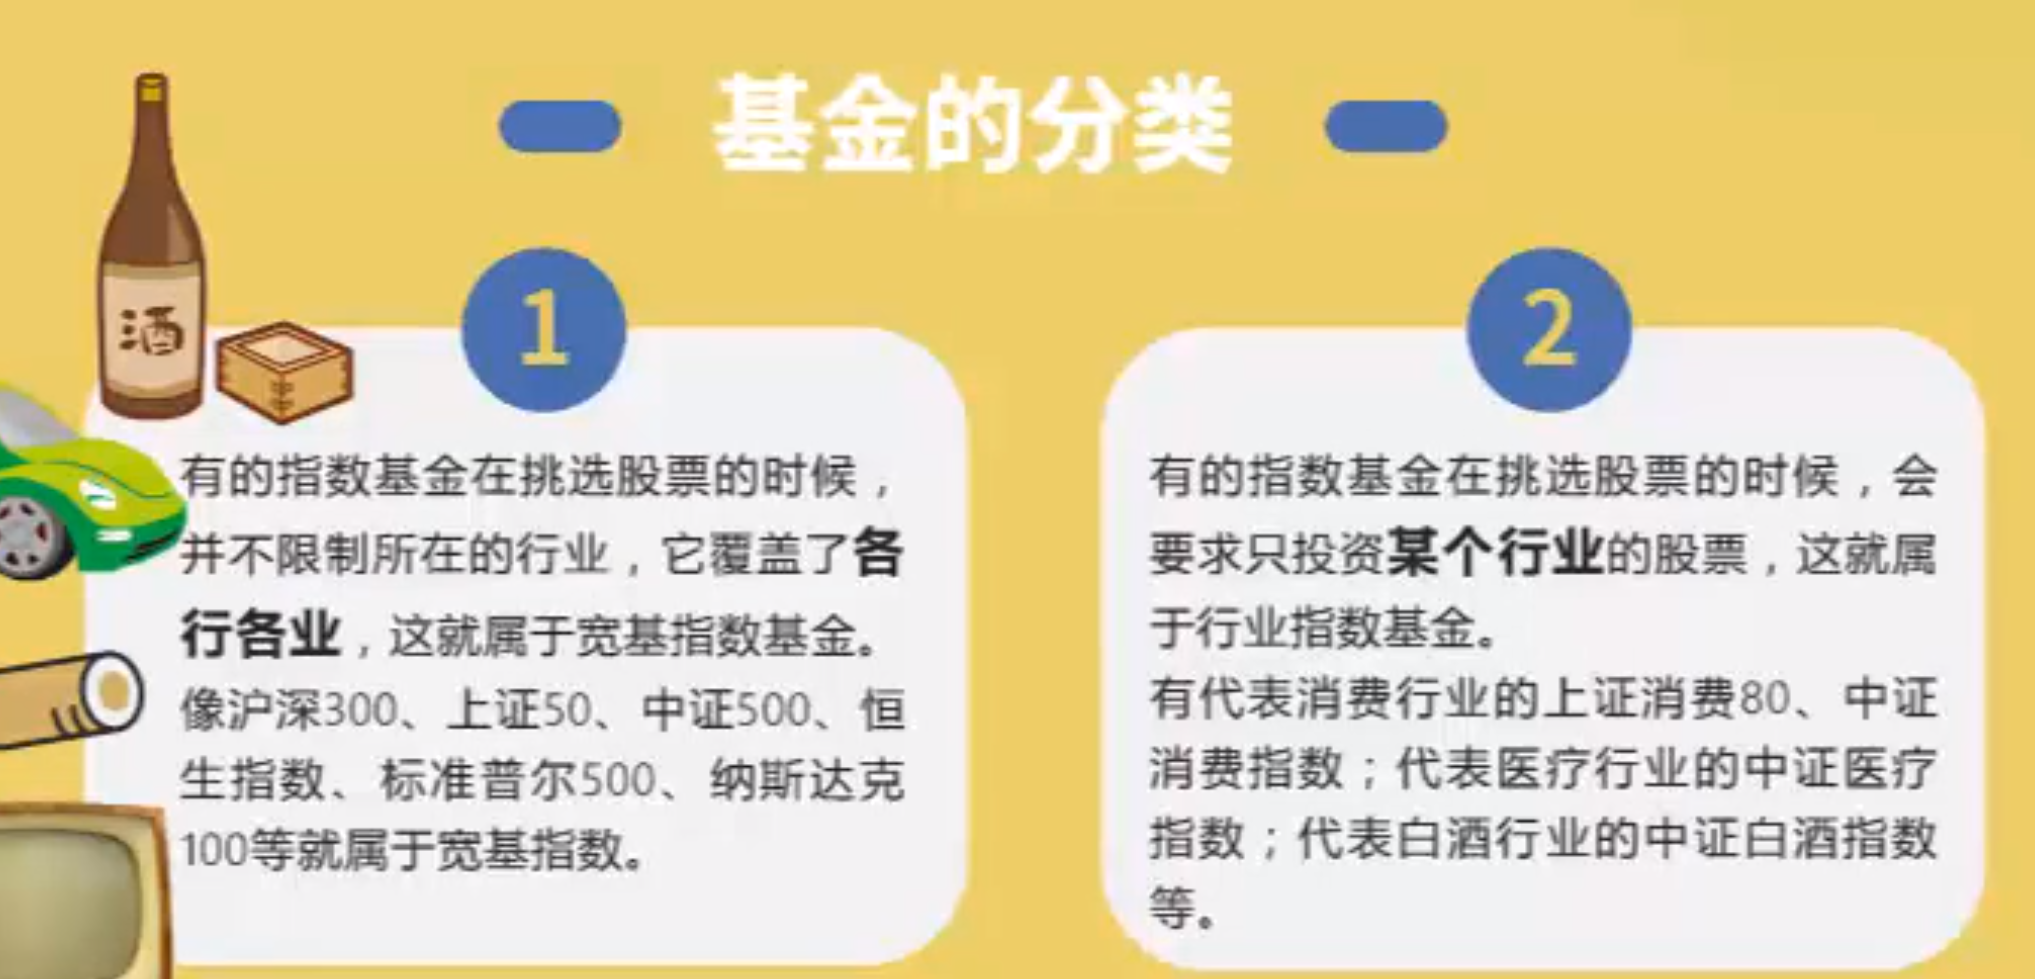 基金的分类
酒
1
有的指数基金在挑选股票的时候，
并不限制所在的行业，它覆盖了各
行各业，这就属于宽基指数基金。
像沪深300、上证50、中证500、恒
生指数、标准普尔500、纳斯达克
100等就属于宽基指数。
2
有的指数基金在挑选股票的时候，会
要求只投资某个行业的股票，这就属
于行业指数基金。
有代表消费行业的上证消费80、中证
消费指数；代表医疗行业的中证医疗
指数；代表白酒行业的中证白酒指数
等。